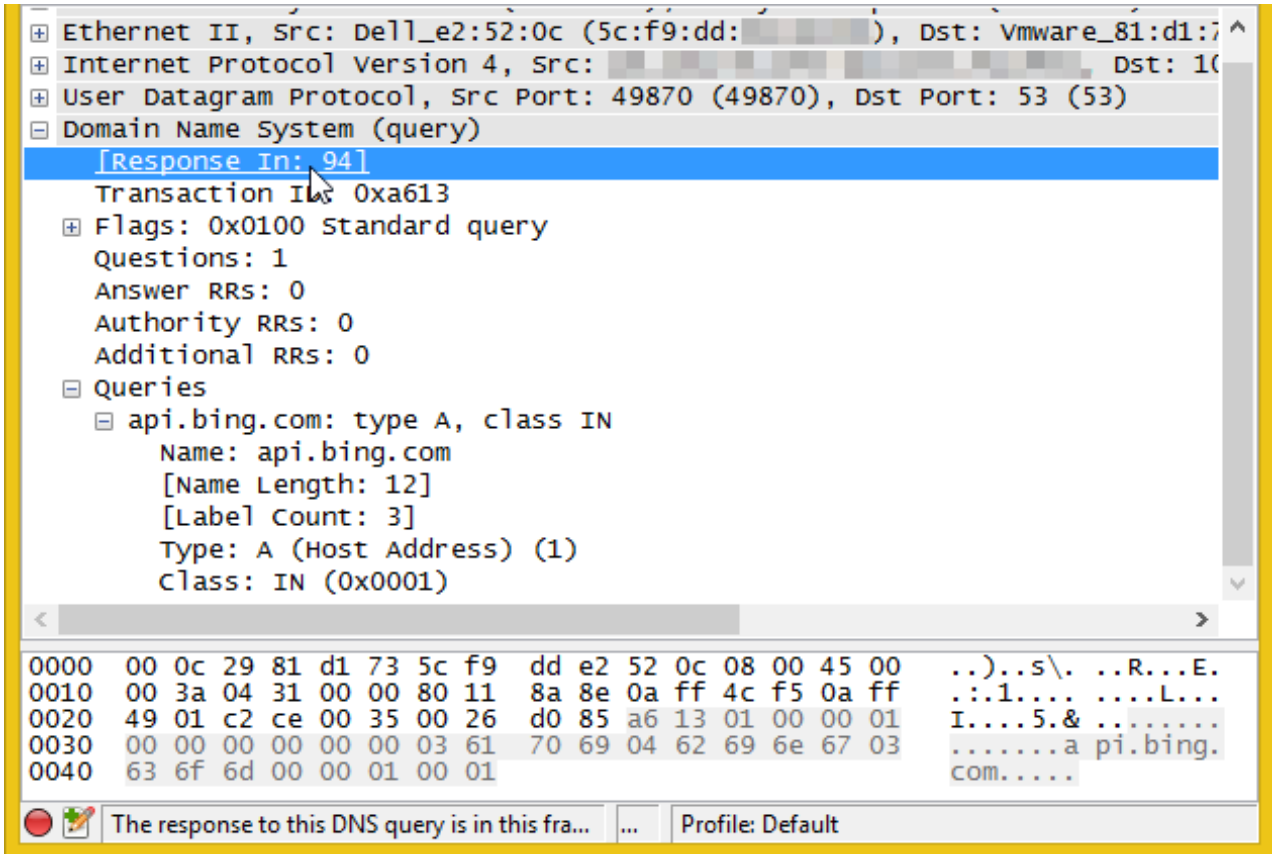 Ethernet II, Src: Dell_e2:52:0c (5c:f9:dd: ), Dst: Vmware_81:d1:7
Internet Protocol Version 4, Src: Dst: 10
User Datagram Protocol, Src Port: 49870 (49870), Dst Port: 53 (53)
Domain Name System (query)
[Response In: 94]
Transaction ID: 0xa613
Flags: 0x0100 Standard query
Questions: 1
Answer RRs: 0
Authority RRs: 0
Additional RRs: 0
Queries
api.bing.com: type A, class IN
Name: api.bing.com
[Name Length: 12]
[Label Count: 3]
Type: A (Host Address) (1)
Class: IN (0x0001)
0000 00 0c 29 81 d1 73 5c f9 dd e2 52 0c 08 00 45 00 ..)..s\. ..R...E.
0010 00 3a 04 31 00 00 80 11 8a 8e 0a ff 4c f5 0a ff .:.1.... ....L...
0020 49 01 c2 ce 00 35 00 26 d0 85 a6 13 01 00 00 01 I....5.& ........
0030 00 00 00 00 00 00 03 61 70 69 04 62 69 6e 67 03 .......a pi.bing.
0040 63 6f 6d 00 00 01 00 01 com.....
The response to this DNS query is in this fra... ... Profile: Default